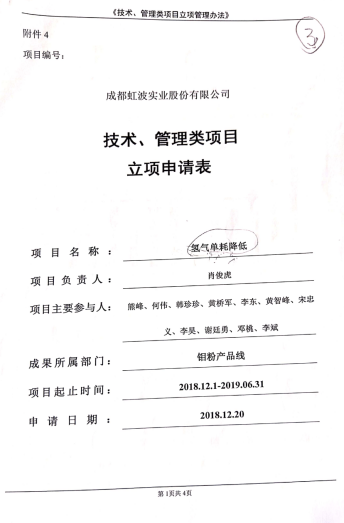 《技术、管理类项目立项管理办法》
3
附件 4
项目编号:
成都虹波实业股份有限公司
技术、管理类项目
立项申请表
项目名称: 氢气单耗降低
项目负责人: 肖俊虎
项目主要参与人: 熊峰、何伟、韩珍珍、黄桥军、李东、黄智峰、宋忠
义、李昊、谢廷勇、邓桃、李斌
成果所属部门: 钼粉产品线
项目起止时间: 2018.12.1-2019.06.31
申请日期: 2018.12.20
第1页共4页